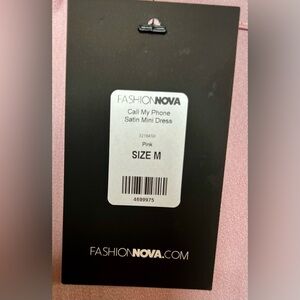 FASHIONNOVA
Call My Phone
Satin Mini Dress
Pink
SIZE M
4699975
FASHIONNOVA.COM